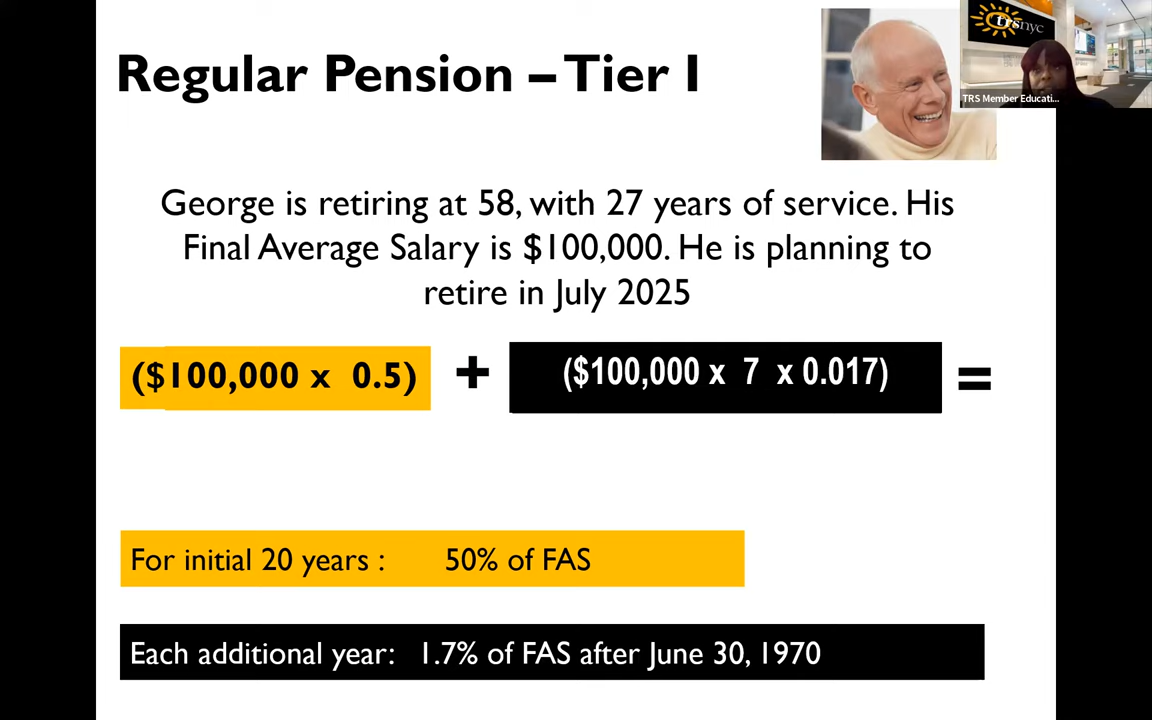 Regular Pension – Tier I
trsnyc
TRS Member Educati...
George is retiring at 58, with 27 years of service. His
Final Average Salary is $100,000. He is planning to
retire in July 2025
($100,000 x 0.5) + ($100,000 x 7 x 0.017) =
For initial 20 years : 50% of FAS
Each additional year: 1.7% of FAS after June 30, 1970